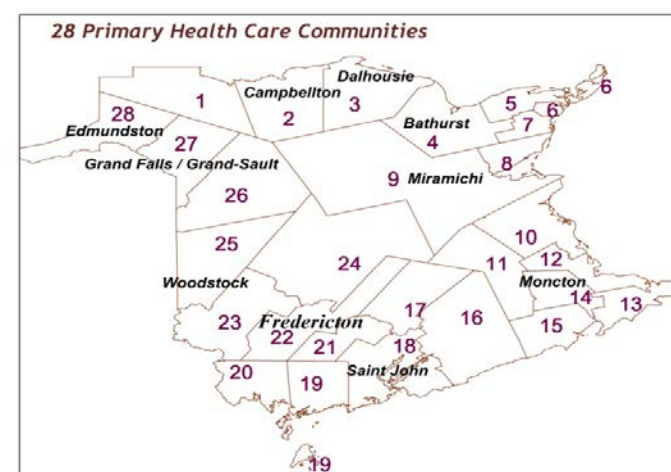 28 Primary Health Care Communities
Dalhousie
6
1
Campbellton
5
6
28
2
3
Bathurst
7
Edmundston
27
4
8
Grand Falls / Grand-Sault
9
Miramichi
26
10
25
24
11
12
Woodstock
Moncton
14
13
23
Fredericton
17
16
15
22
21
18
20
19
Saint John
19